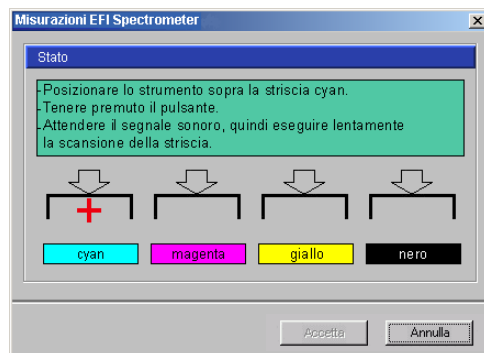 Misurazioni EFI Spectrometer
Stato
-Posizionare lo strumento sopra la striscia cyan.
-Tenere premuto il pulsante.
-Attendere il segnale sonoro, quindi eseguire lentamente
la scansione della striscia.
cyan magenta giallo nero
Accetta Annulla